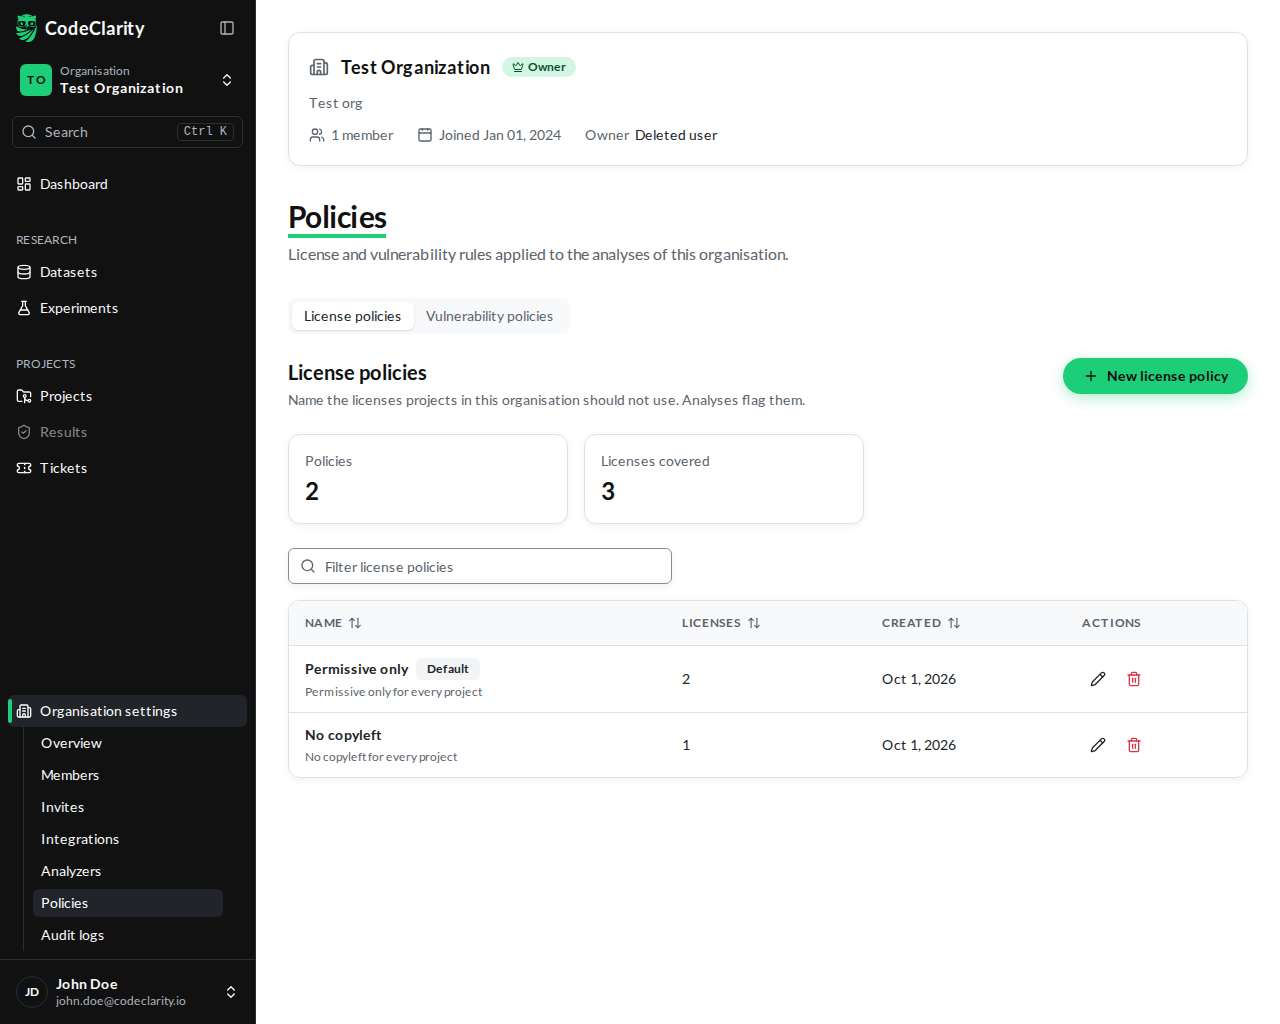 CodeClarity
TO
Organisation
Test Organization
Search
Ctrl K
Dashboard
RESEARCH
Datasets
Experiments
PROJECTS
Projects
Results
Tickets
Organisation settings
Overview
Members
Invites
Integrations
Analyzers
Policies
Audit logs
JD
John Doe
john.doe@codeclarity.io
Test Organization
Owner
Test org
1 member
Joined Jan 01, 2024
Owner Deleted user
Policies
License and vulnerability rules applied to the analyses of this organisation.
License policies
Vulnerability policies
License policies
Name the licenses projects in this organisation should not use. Analyses flag them.
New license policy
Policies
2
Licenses covered
3
Filter license policies
NAME LICENSES CREATED ACTIONS
Permissive only Default
Permissive only for every project
2
Oct 1, 2026
No copyleft
No copyleft for every project
1
Oct 1, 2026